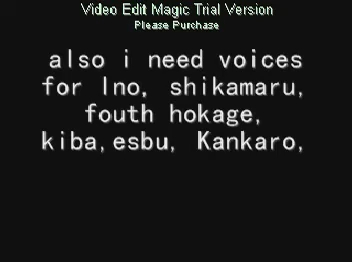 Video Edit Magic Trial Version
Please Purchase
also i need voices
for Ino, shikamaru,
fouth hokage,
kiba,esbu, Kankaro,